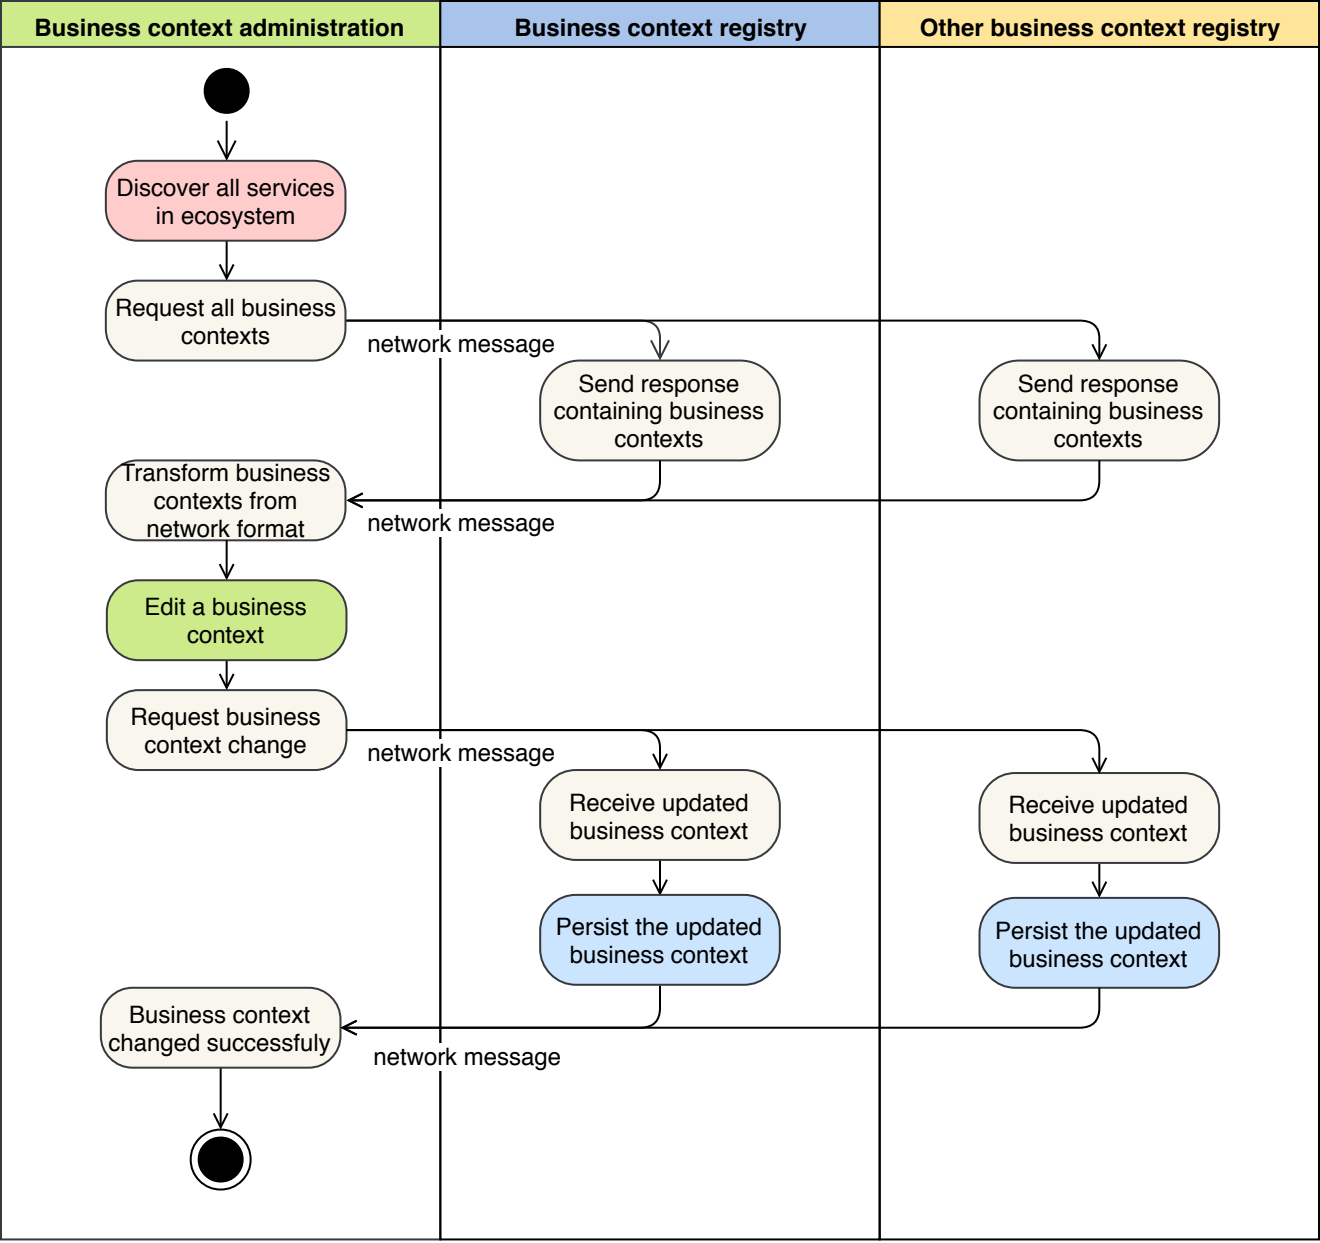 Business context administration
Business context registry
Other business context registry
Discover all services
in ecosystem
Request all business
contexts
network message
Send response
containing business
contexts
Send response
containing business
contexts
Transform business
contexts from
network format
network message
Edit a business
context
Request business
context change
network message
Receive updated
business context
Receive updated
business context
Persist the updated
business context
Persist the updated
business context
Business context
changed successfuly
network message